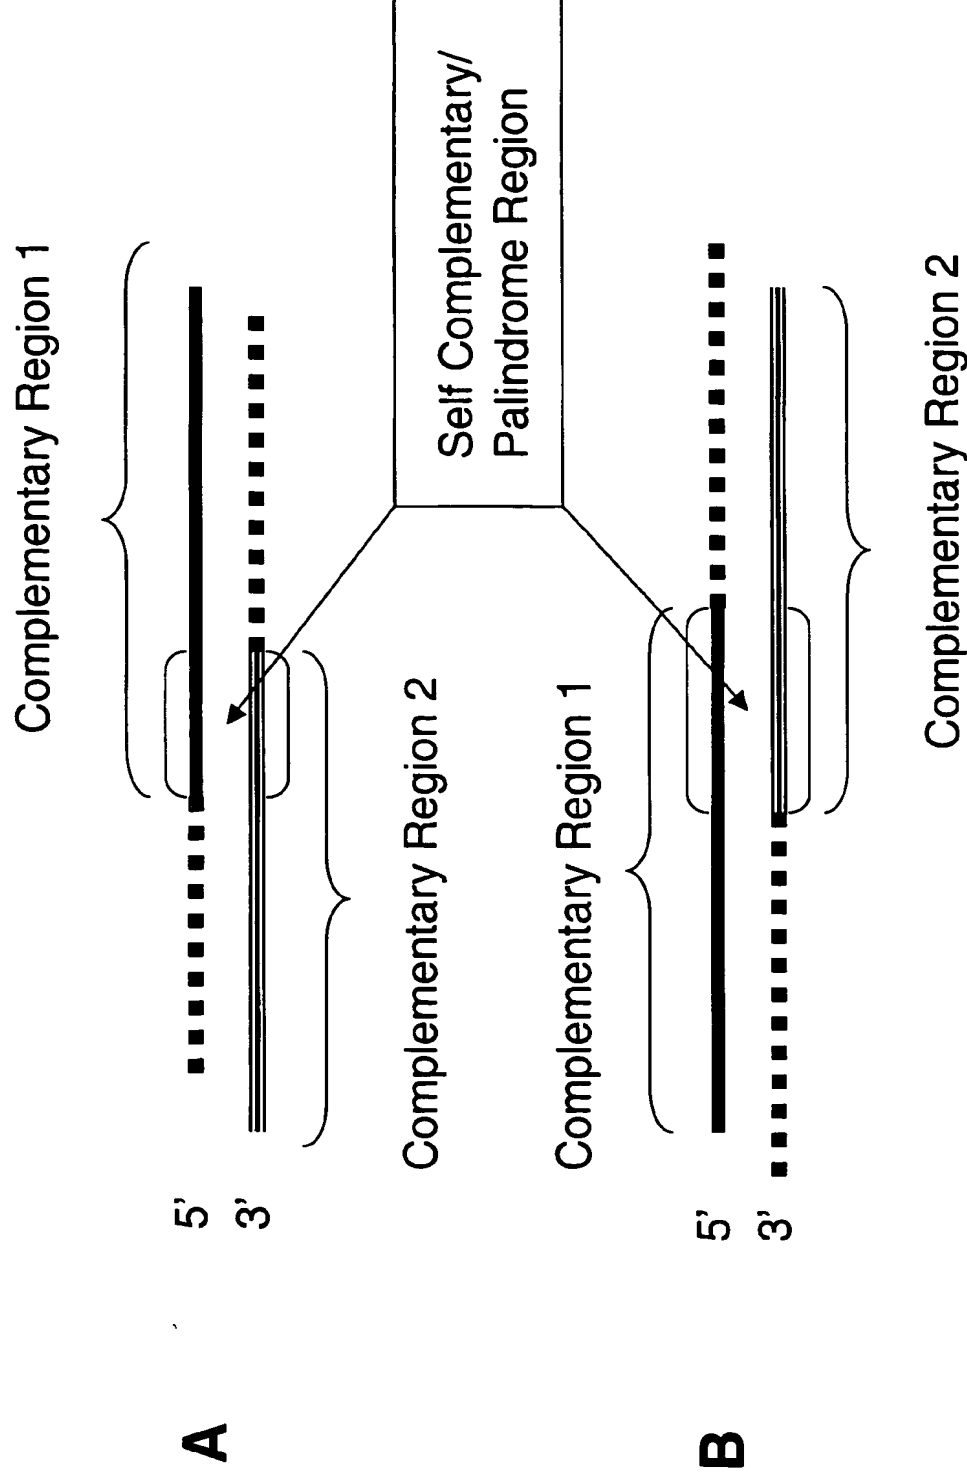 A
5'
3'
Complementary Region 1
Complementary Region 2
Self Complementary/
Palindrome Region
B
5'
3'
Complementary Region 1
Complementary Region 2